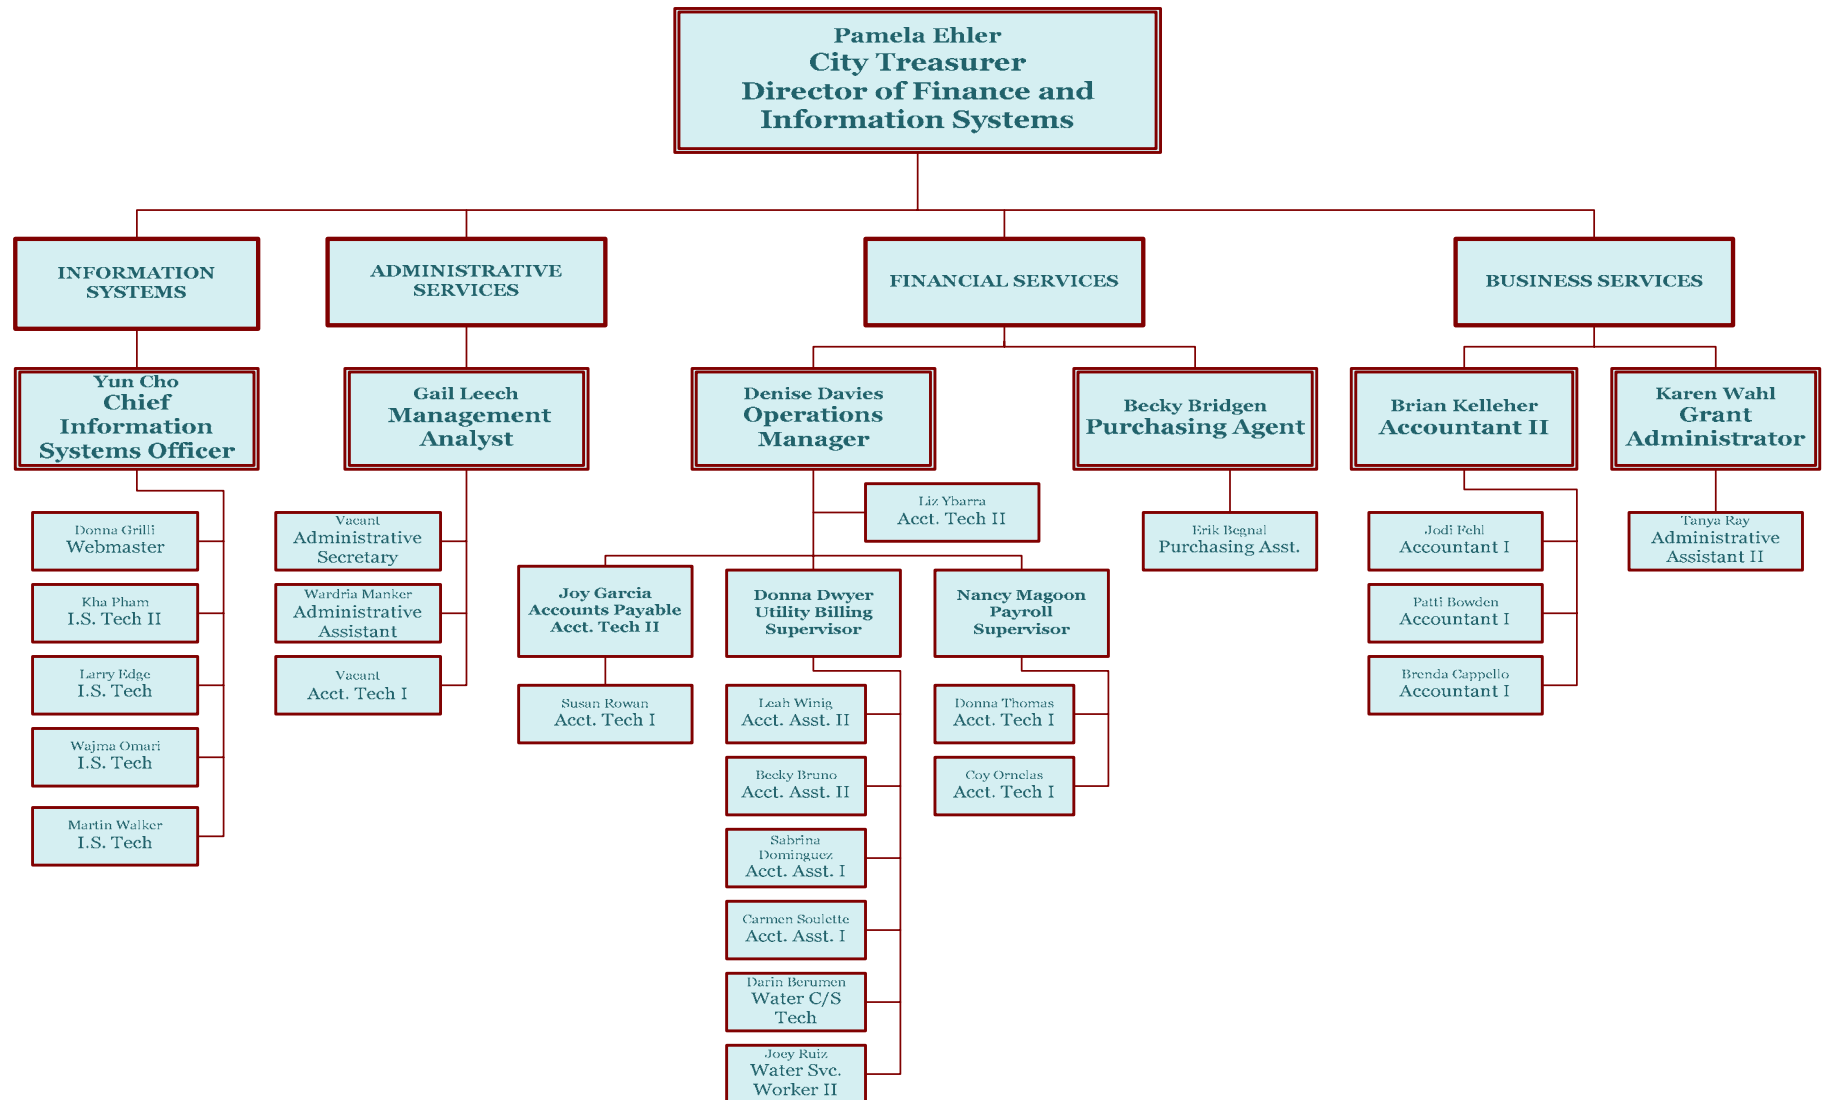 Pamela Ehler
City Treasurer
Director of Finance and
Information Systems
INFORMATION
SYSTEMS
ADMINISTRATIVE
SERVICES
FINANCIAL SERVICES
BUSINESS SERVICES
Yun Cho
Chief
Information
Systems Officer
Gail Leech
Management
Analyst
Denise Davies
Operations
Manager
Becky Bridgen
Purchasing Agent
Brian Kelleher
Accountant II
Karen Wahl
Grant
Administrator
Donna Grilli
Webmaster
Kha Pham
I.S. Tech II
Larry Edge
I.S. Tech
Wajma Omari
I.S. Tech
Martin Walker
I.S. Tech
Vacant
Administrative
Secretary
Wardria Manker
Administrative
Assistant
Vacant
Acct. Tech I
Liz Ybarra
Acct. Tech II
Joy Garcia
Accounts Payable
Acct. Tech II
Susan Rowan
Acct. Tech I
Donna Dwyer
Utility Billing
Supervisor
Leah Winig
Acct. Asst. II
Becky Bruno
Acct. Asst. II
Sabrina
Dominguez
Acct. Asst. I
Carmen Soulette
Acct. Asst. I
Darin Berumen
Water C/S
Tech
Joey Ruiz
Water Svc.
Worker II
Nancy Magoon
Payroll
Supervisor
Donna Thomas
Acct. Tech I
Coy Ornelas
Acct. Tech I
Erik Begnal
Purchasing Asst.
Jodi Fehl
Accountant I
Patti Bowden
Accountant I
Brenda Cappello
Accountant I
Tanya Ray
Administrative
Assistant II